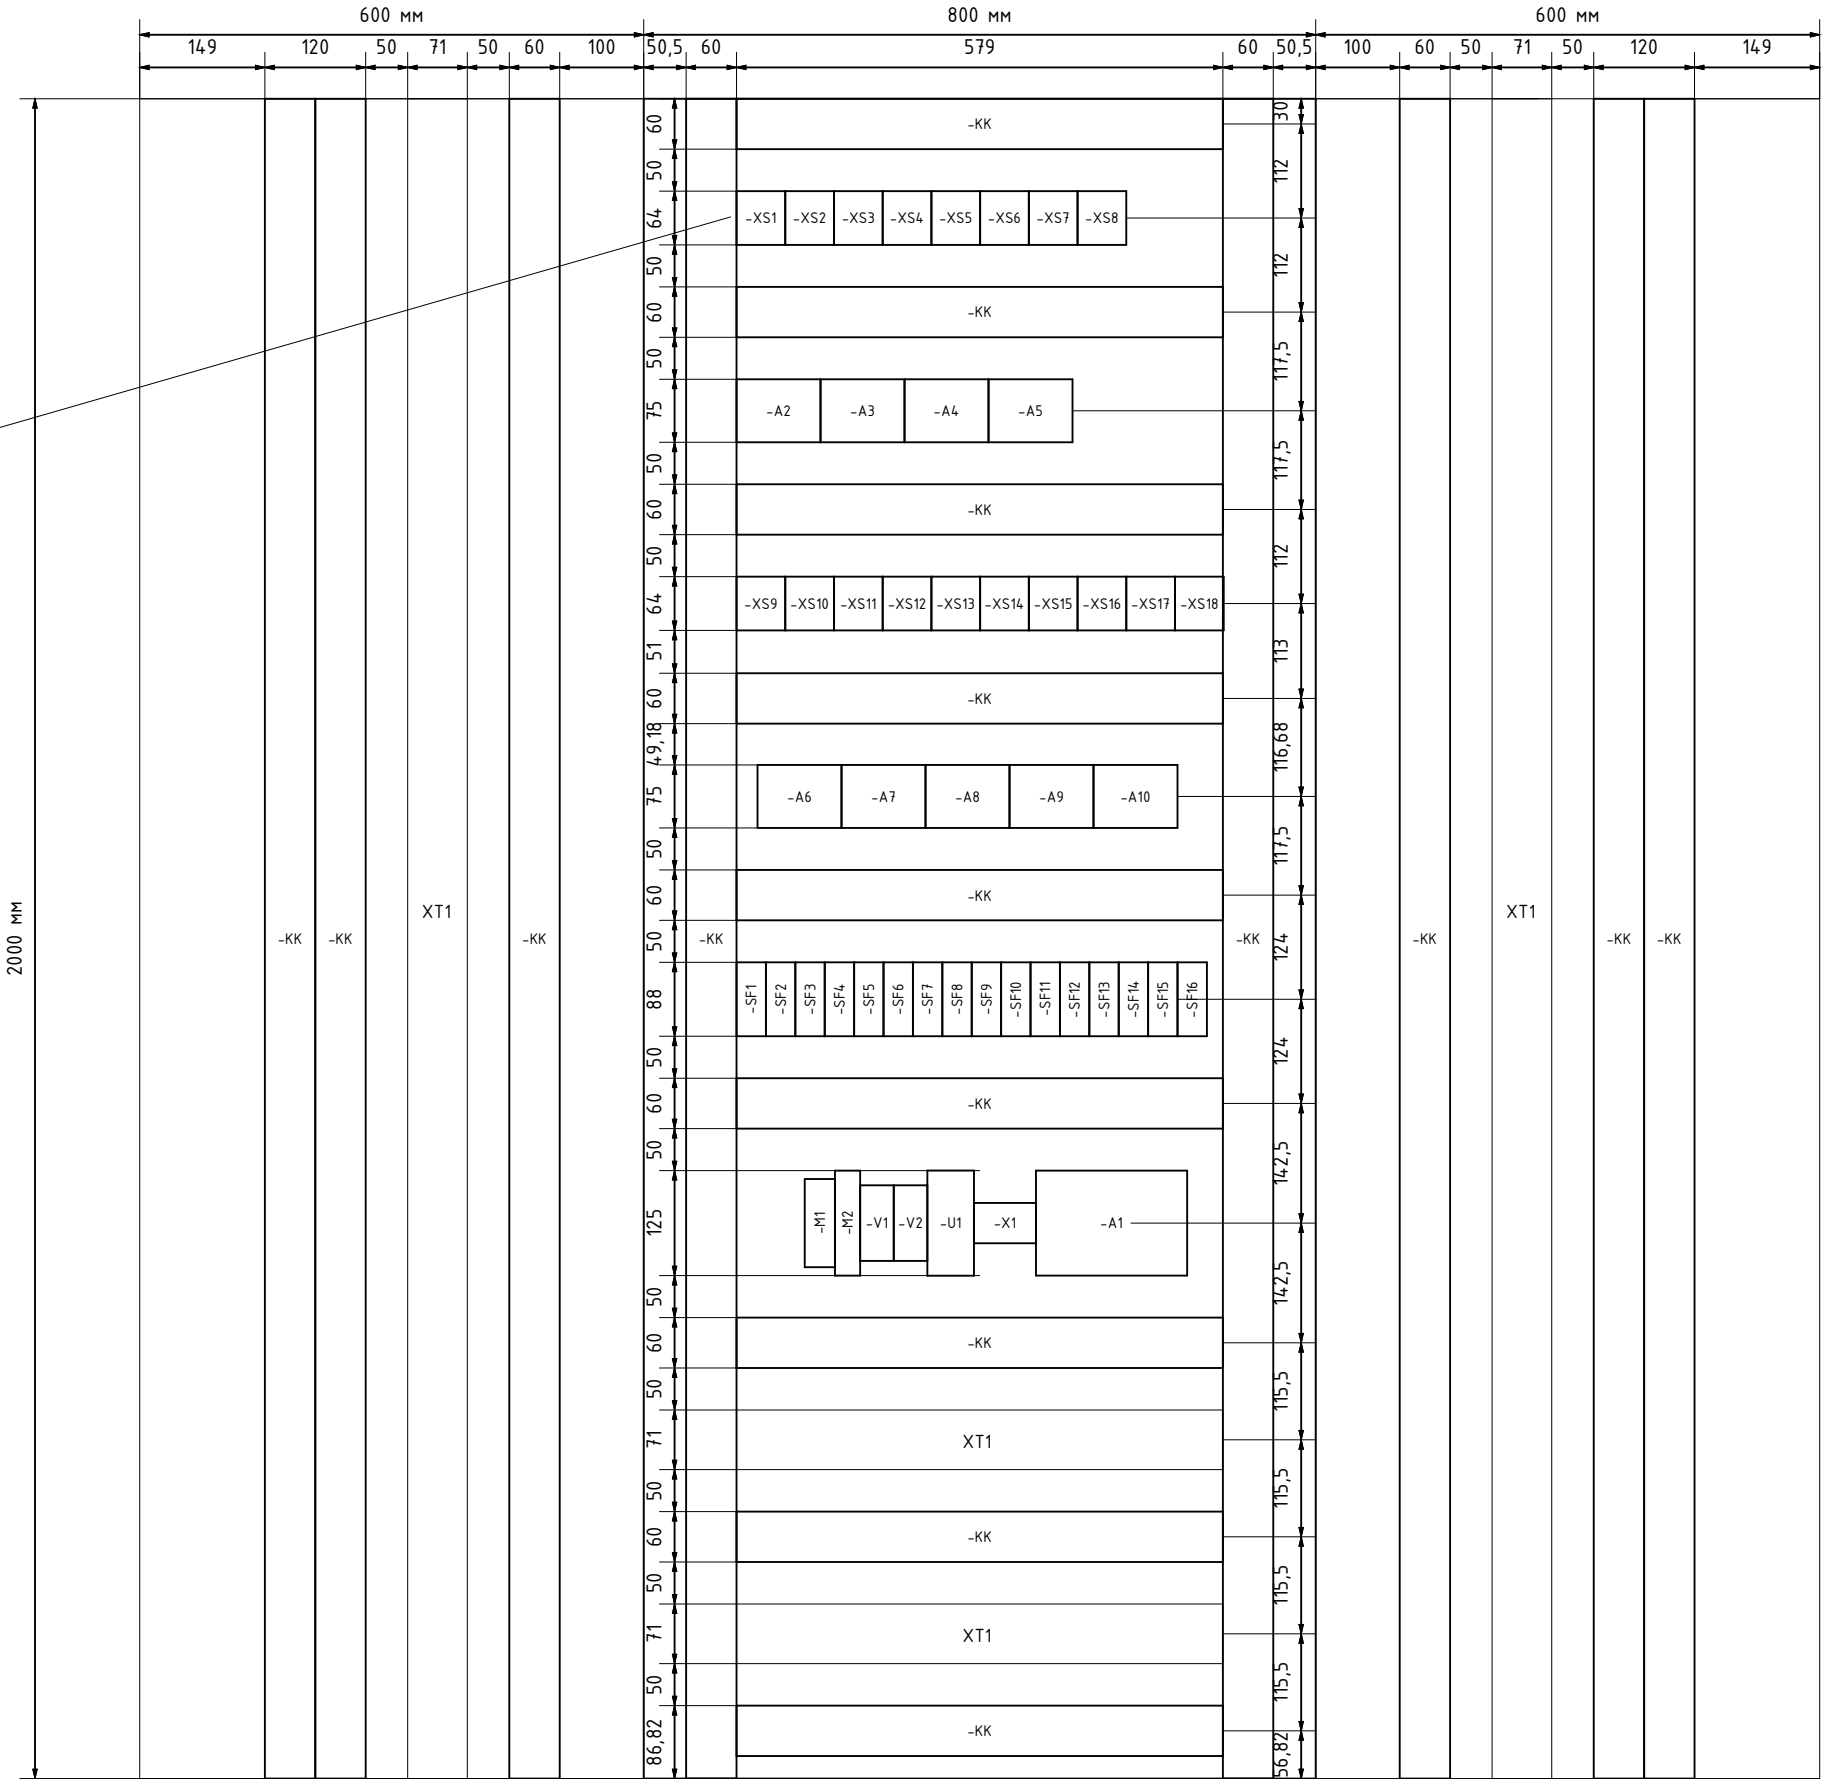 600 мм 800 мм 600 мм
149 120 50 71 50 60 100 50,5 60 579 60 50,5 100 60 50 71 50 120 149
60 -KK 30
50 112
64 -XS1 -XS2 -XS3 -XS4 -XS5 -XS6 -XS7 -XS8
50 112
60 -KK
50 117,5
75 -A2 -A3 -A4 -A5
50 117,5
60 -KK
50 112
64 -XS9 -XS10 -XS11 -XS12 -XS13 -XS14 -XS15 -XS16 -XS17 -XS18
51 113
60 -KK
49,18 116,68
75 -A6 -A7 -A8 -A9 -A10
50 117,5
60 -KK
XT1 XT1
2000 мм -KK -KK -KK 50 -KK -KK 124 -KK -KK -KK
88 -SF1 -SF2 -SF3 -SF4 -SF5 -SF6 -SF7 -SF8 -SF9 -SF10 -SF11 -SF12 -SF13 -SF14 -SF15 -SF16
50 124
60 -KK
50 142,5
125 -M1 -M2 -V1 -V2 -U1 -X1 -A1
50 142,5
60 -KK
50 115,5
71 XT1
50 115,5
60 -KK
50 115,5
71 XT1
50 115,5
86,82 -KK 56,82